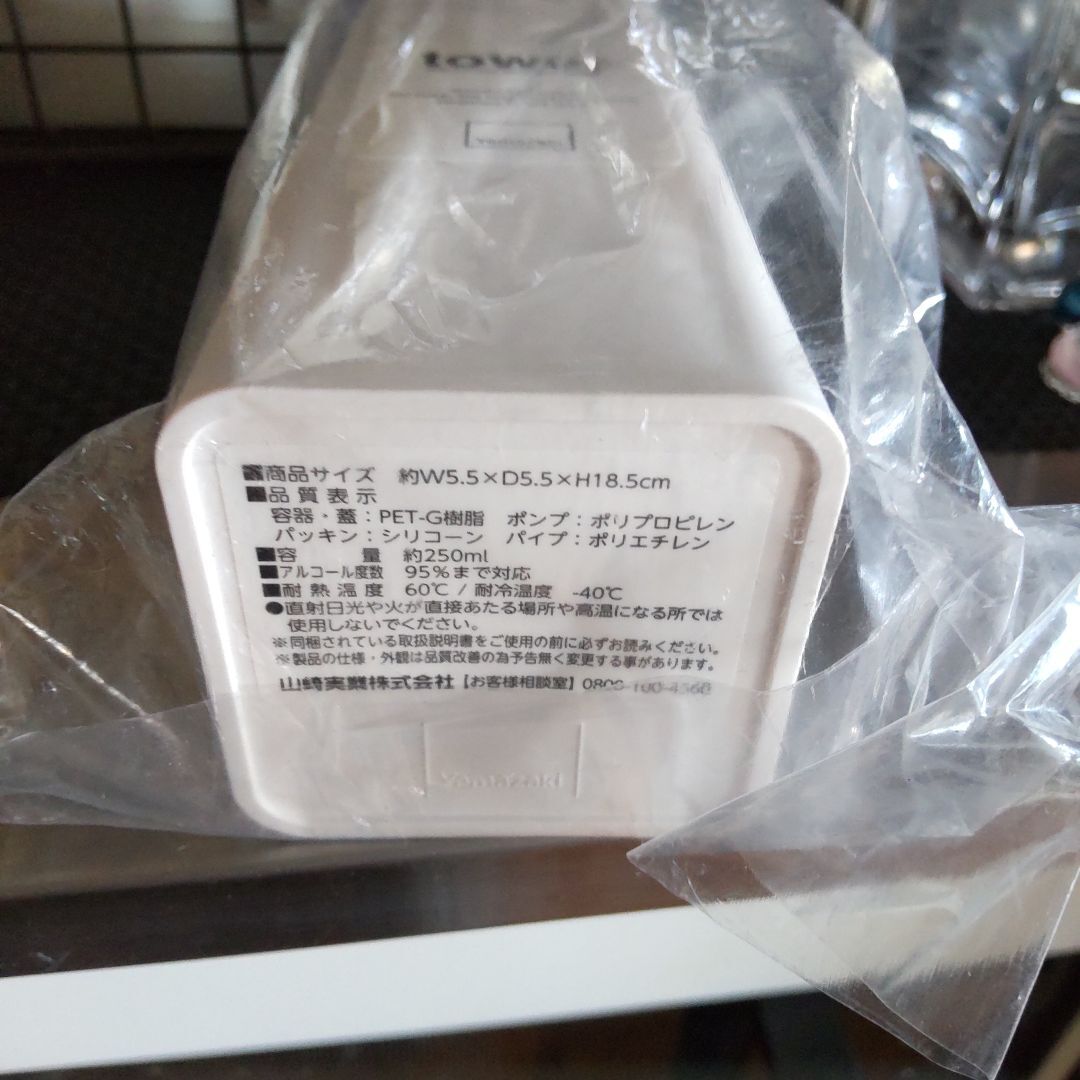 tower
yamazaki
■商品サイズ 約W5.5×D5.5×H18.5cm
■品質表示
容器・蓋：PET-G樹脂 ポンプ：ポリプロピレン
パッキン：シリコーン パイプ：ポリエチレン
■容量 約250ml
■アルコール度数 95%まで対応
■耐熱温度 60℃ / 耐冷温度 -40℃
●直射日光や火が直接あたる場所や高温になる所では
使用しないでください。
※同梱されている取扱説明書をご使用の前に必ずお読みください。
※製品の仕様・外観は品質改善の為予告無く変更する事があります。
山崎実業株式会社【お客様相談室】
Yamazaki